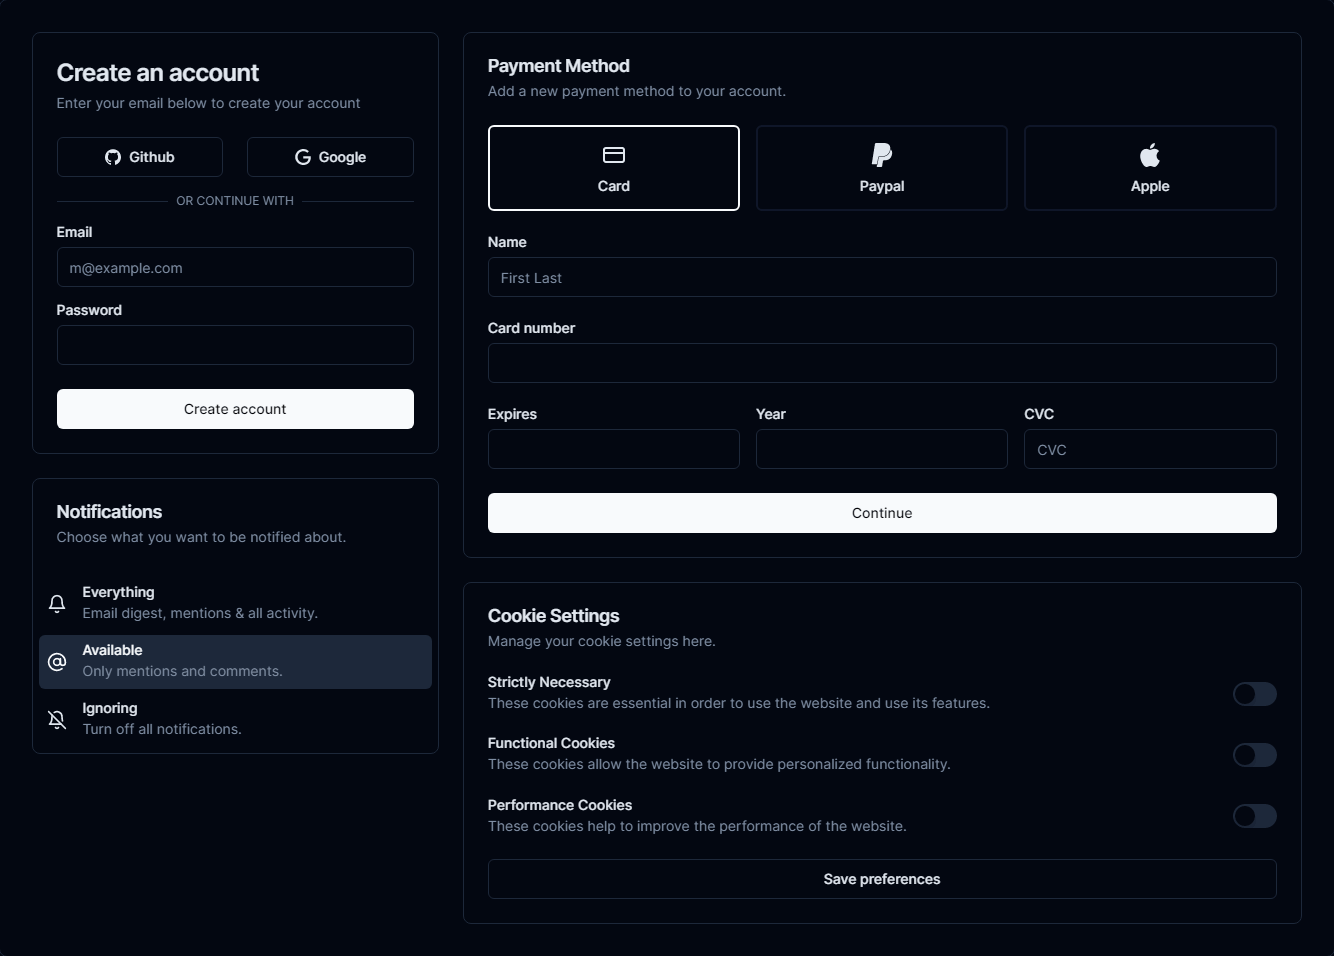 Create an account
Enter your email below to create your account
Github
Google
OR CONTINUE WITH
Email
m@example.com
Password
Create account
Notifications
Choose what you want to be notified about.
Everything
Email digest, mentions & all activity.
Available
Only mentions and comments.
Ignoring
Turn off all notifications.
Payment Method
Add a new payment method to your account.
Card
Paypal
Apple
Name
First Last
Card number
Expires
Year
CVC
CVC
Continue
Cookie Settings
Manage your cookie settings here.
Strictly Necessary
These cookies are essential in order to use the website and use its features.
Functional Cookies
These cookies allow the website to provide personalized functionality.
Performance Cookies
These cookies help to improve the performance of the website.
Save preferences